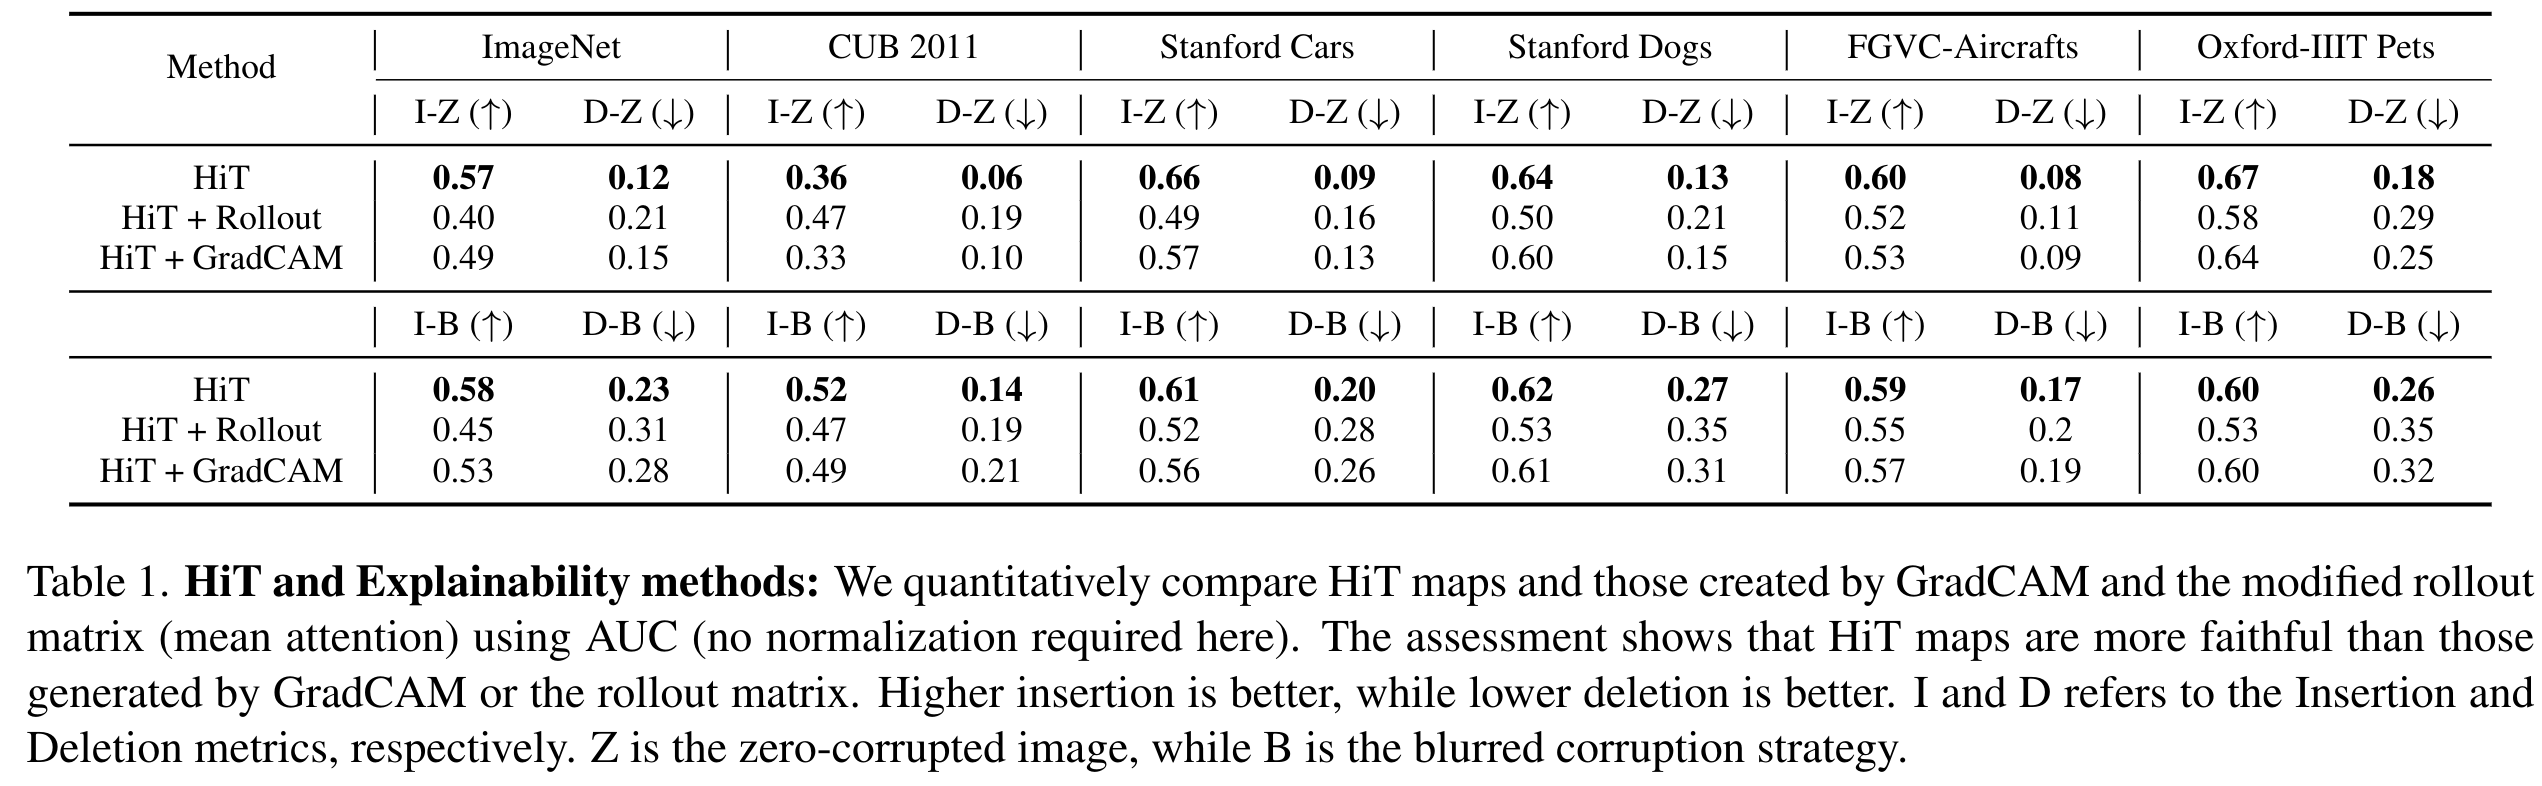 Method ImageNet CUB 2011 Stanford Cars Stanford Dogs FGVC-Aircrafts Oxford-IIIT Pets
I-Z (↑) D-Z (↓) I-Z (↑) D-Z (↓) I-Z (↑) D-Z (↓) I-Z (↑) D-Z (↓) I-Z (↑) D-Z (↓) I-Z (↑) D-Z (↓)
HiT 0.57 0.12 0.36 0.06 0.66 0.09 0.64 0.13 0.60 0.08 0.67 0.18
HiT + Rollout 0.40 0.21 0.47 0.19 0.49 0.16 0.50 0.21 0.52 0.11 0.58 0.29
HiT + GradCAM 0.49 0.15 0.33 0.10 0.57 0.13 0.60 0.15 0.53 0.09 0.64 0.25
I-B (↑) D-B (↓) I-B (↑) D-B (↓) I-B (↑) D-B (↓) I-B (↑) D-B (↓) I-B (↑) D-B (↓) I-B (↑) D-B (↓)
HiT 0.58 0.23 0.52 0.14 0.61 0.20 0.62 0.27 0.59 0.17 0.60 0.26
HiT + Rollout 0.45 0.31 0.47 0.19 0.52 0.28 0.53 0.35 0.55 0.2 0.53 0.35
HiT + GradCAM 0.53 0.28 0.49 0.21 0.56 0.26 0.61 0.31 0.57 0.19 0.60 0.32
Table 1. HiT and Explainability methods: We quantitatively compare HiT maps and those created by GradCAM and the modified rollout
matrix (mean attention) using AUC (no normalization required here). The assessment shows that HiT maps are more faithful than those
generated by GradCAM or the rollout matrix. Higher insertion is better, while lower deletion is better. I and D refers to the Insertion and
Deletion metrics, respectively. Z is the zero-corrupted image, while B is the blurred corruption strategy.